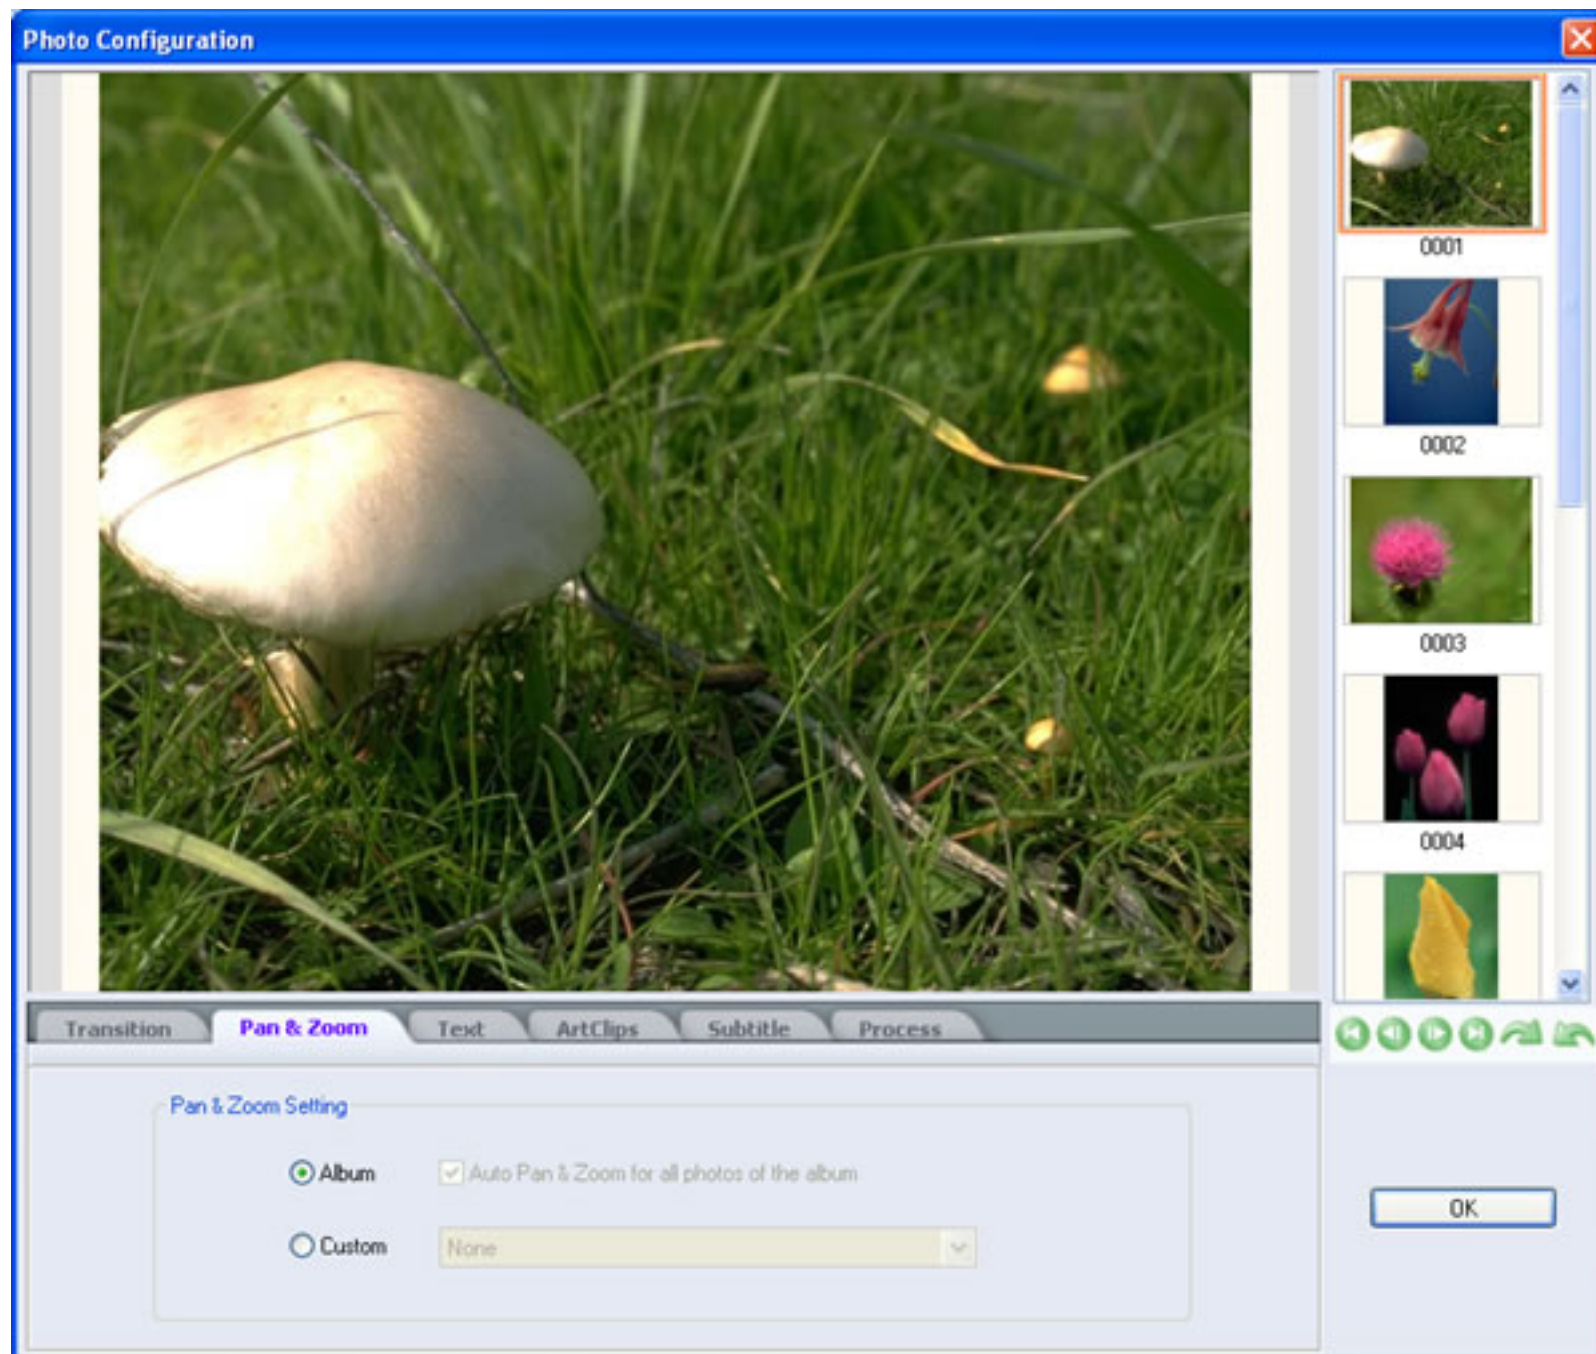 Photo Configuration
0001
0002
0003
0004
Transition
Pan & Zoom
Text
ArtClips
Subtitle
Process
Pan & Zoom Setting
Album
Auto Pan & Zoom for all photos of the album
Custom
None
OK